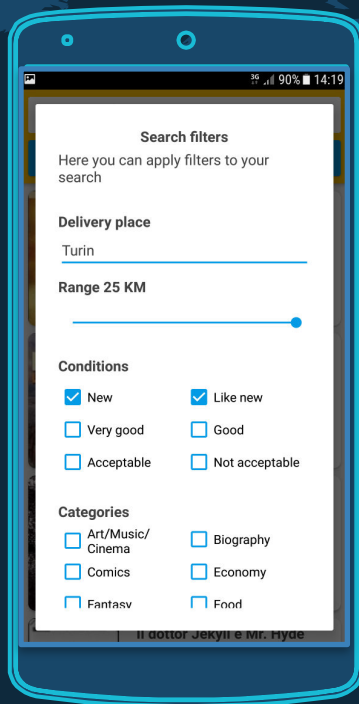 3G 90% 14:19
Search filters
Here you can apply filters to your
search
Delivery place
Turin
Range 25 KM
Conditions
New Like new
Very good Good
Acceptable Not acceptable
Categories
Art/Music/
Cinema Biography
Comics Economy
Fantasy Food
Il dottor Jekyll e Mr. Hyde